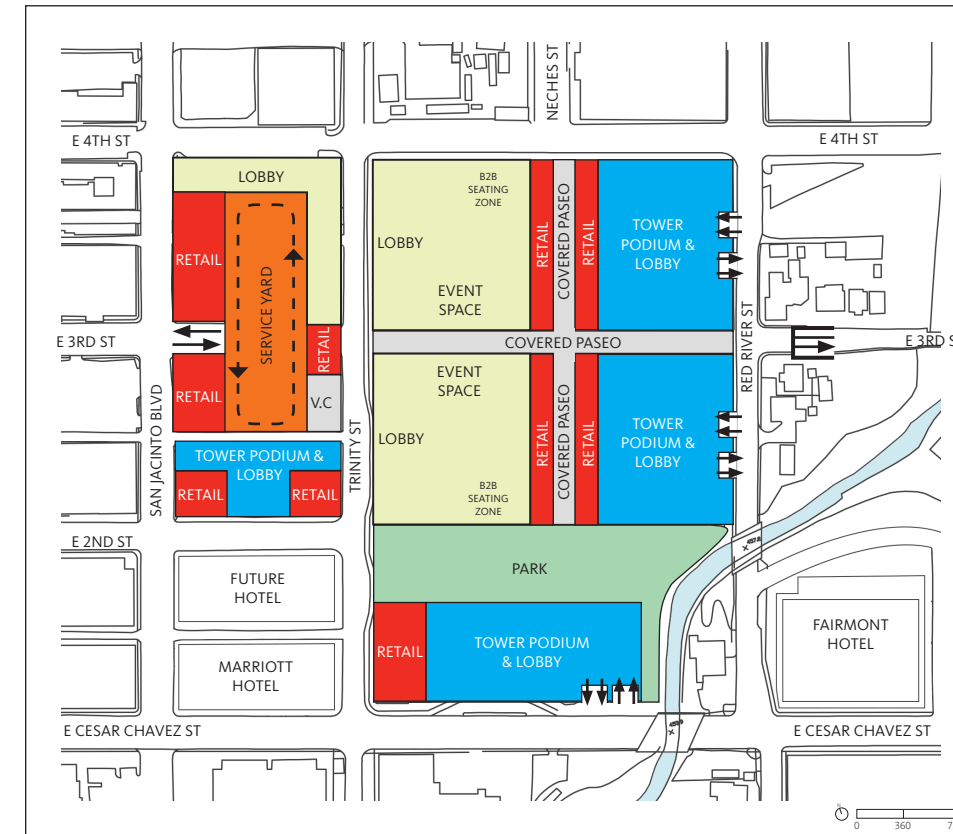 NECHES ST
E 4TH ST
E 4TH ST
LOBBY
B2B
SEATING
ZONE
LOBBY
RETAIL
COVERED PASEO
RETAIL
TOWER
PODIUM &
LOBBY
RETAIL
SERVICE YARD
EVENT
SPACE
E 3RD ST
RETAIL
COVERED PASEO
RED RIVER ST
E 3RD S
EVENT
SPACE
RETAIL
V.C
LOBBY
RETAIL
COVERED PASEO
RETAIL
TOWER
PODIUM &
LOBBY
SAN JACINTO BLVD
TRINITY ST
TOWER PODIUM &
LOBBY
RETAIL
RETAIL
B2B
SEATING
ZONE
E 2ND ST
PARK
FUTURE
HOTEL
FAIRMONT
HOTEL
RETAIL
TOWER PODIUM
& LOBBY
MARRIOTT
HOTEL
E CESAR CHAVEZ ST
E CESAR CHAVEZ ST
N
0
360
7